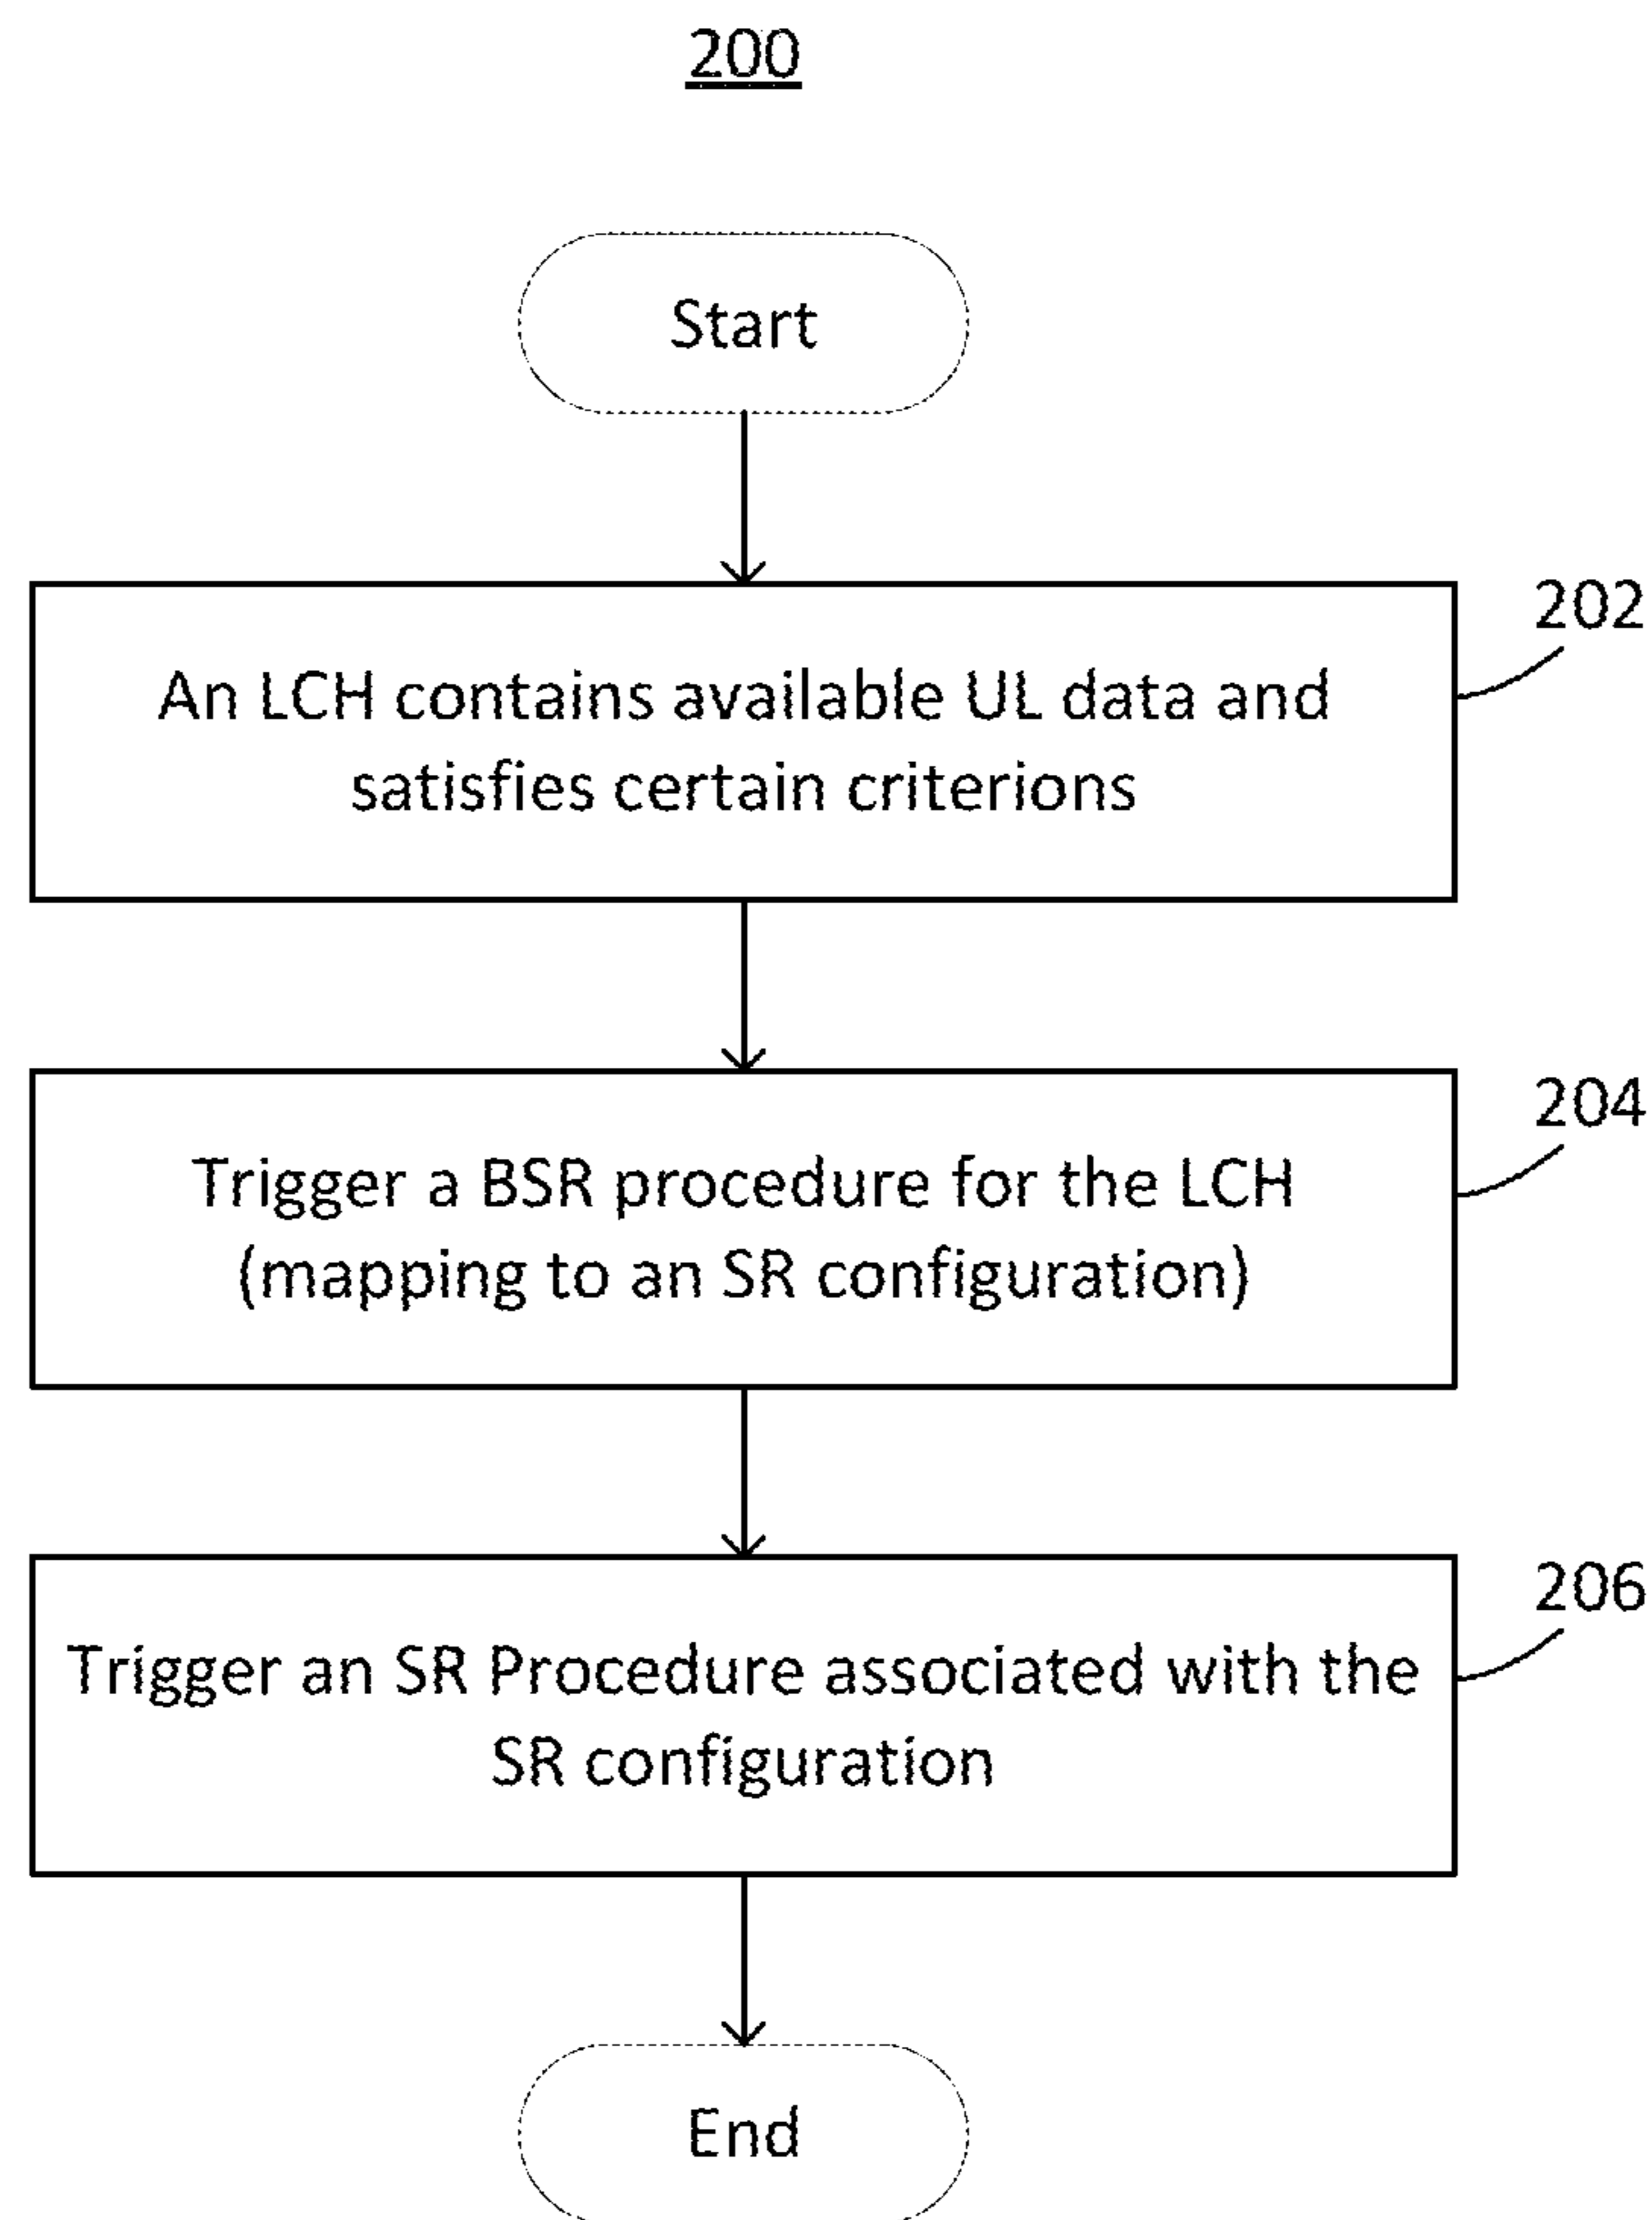 200
Start
202
An LCH contains available UL data and
satisfies certain criterions
204
Trigger a BSR procedure for the LCH
(mapping to an SR configuration)
206
Trigger an SR Procedure associated with the
SR configuration
End